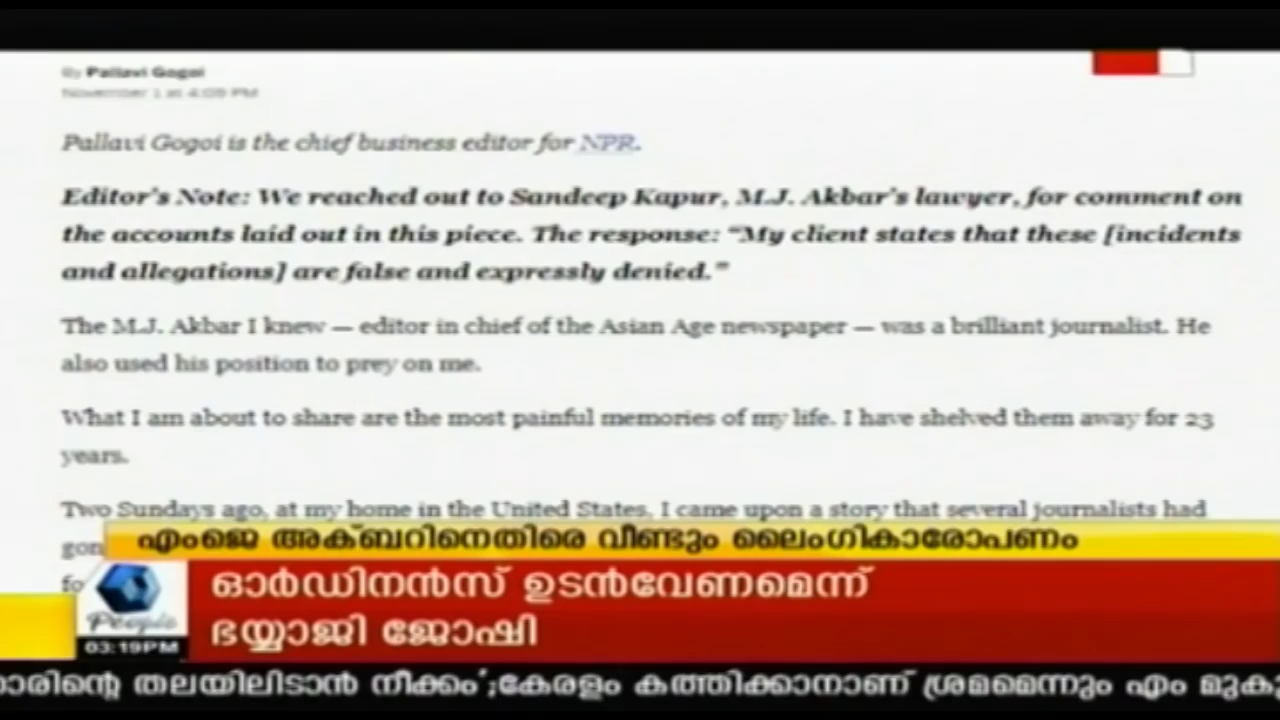 By Pallavi Gogoi
November 1 at 4:09 PM
Pallavi Gogoi is the chief business editor for NPR.
Editor's Note: We reached out to Sandeep Kapur, M.J. Akbar's lawyer, for comment on
the accounts laid out in this piece. The response: “My client states that these [incidents
and allegations] are false and expressly denied.”
The M.J. Akbar I knew — editor in chief of the Asian Age newspaper — was a brilliant journalist. He
also used his position to prey on me.
What I am about to share are the most painful memories of my life. I have shelved them away for 23
years.
Two Sundays ago, at my home in the United States, I came upon a story that several journalists had
gon
fo
എംജെ അക്ബറിനെതിരെ വീണ്ടും ലൈംഗികാരോപണം
ഓർഡിനൻസ് ഉടൻവേണമെന്ന്
ഭയ്യാജി ജോഷി
People
03:19PM
ാരിന്റെ തലയിലിടാൻ നീക്കം';കേരളം കത്തിക്കാനാണ് ശ്രമമെന്നും എം മുകു